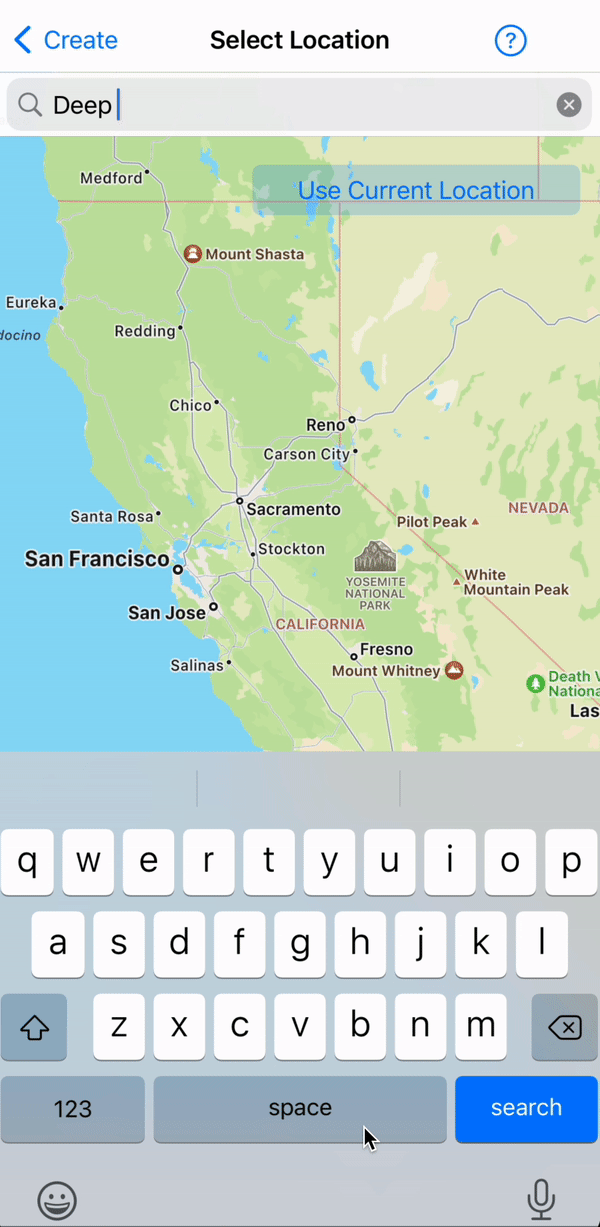 Create
Select Location
?
Deep
Medford
Use Current Location
Mount Shasta
Eureka
docino
Redding
Chico
Reno
Carson City
Sacramento
Santa Rosa
Pilot Peak
NEVADA
San Francisco
Stockton
YOSEMITE
NATIONAL
PARK
White
Mountain Peak
San Jose
CALIFORNIA
Fresno
Salinas
Mount Whitney
Death V
Nationa
Las
q w e r t y u i o p
a s d f g h j k l
z x c v b n m
123 space search